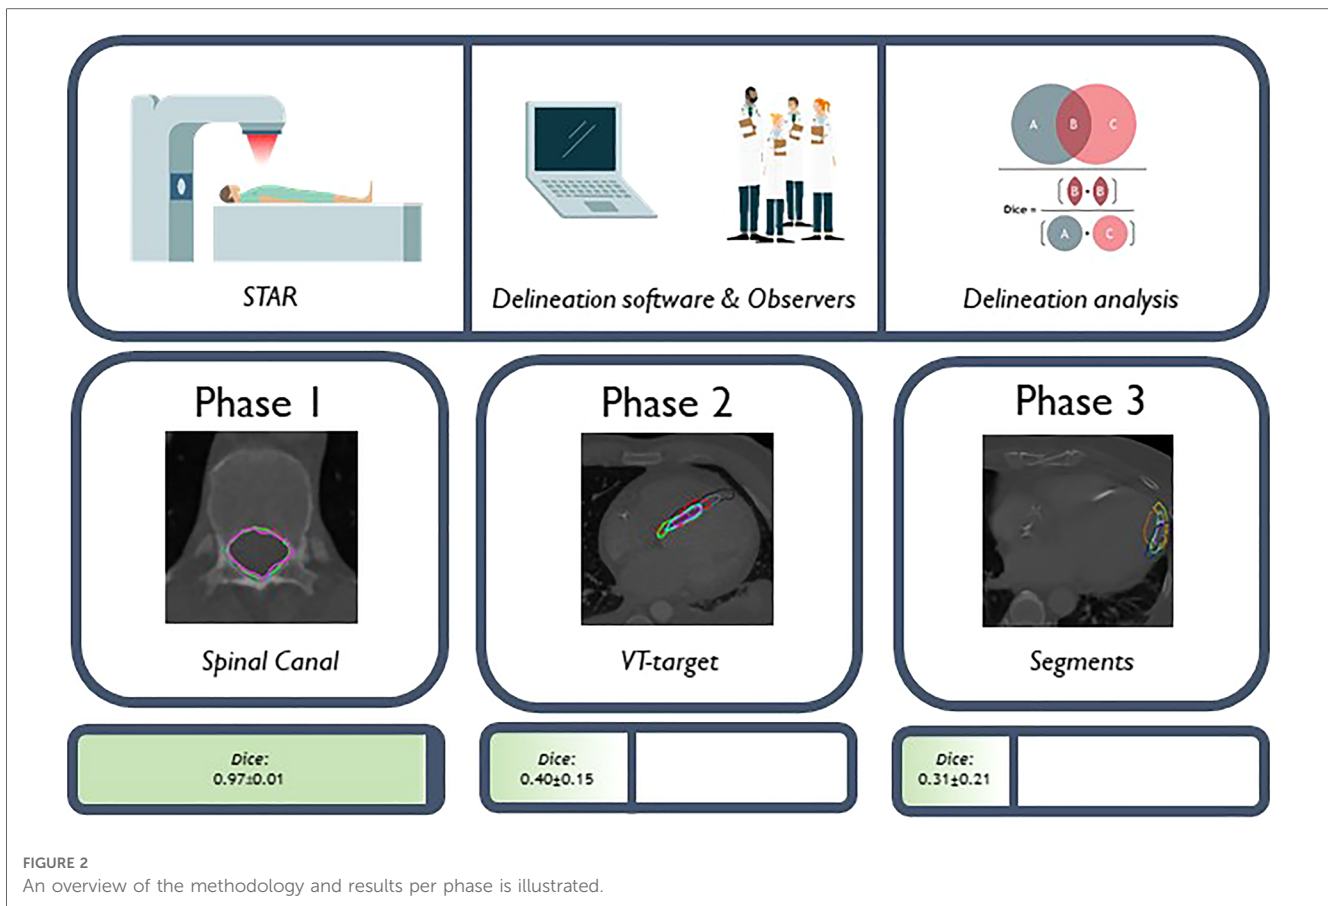 A B C
[B • B]
Dice =
[A • C]
STAR
Delineation software & Observers
Delineation analysis
Phase 1
Phase 2
Phase 3
Spinal Canal
VT-target
Segments
Dice:
0.97±0.01
Dice:
0.40±0.15
Dice:
0.31±0.21
FIGURE 2
An overview of the methodology and results per phase is illustrated.